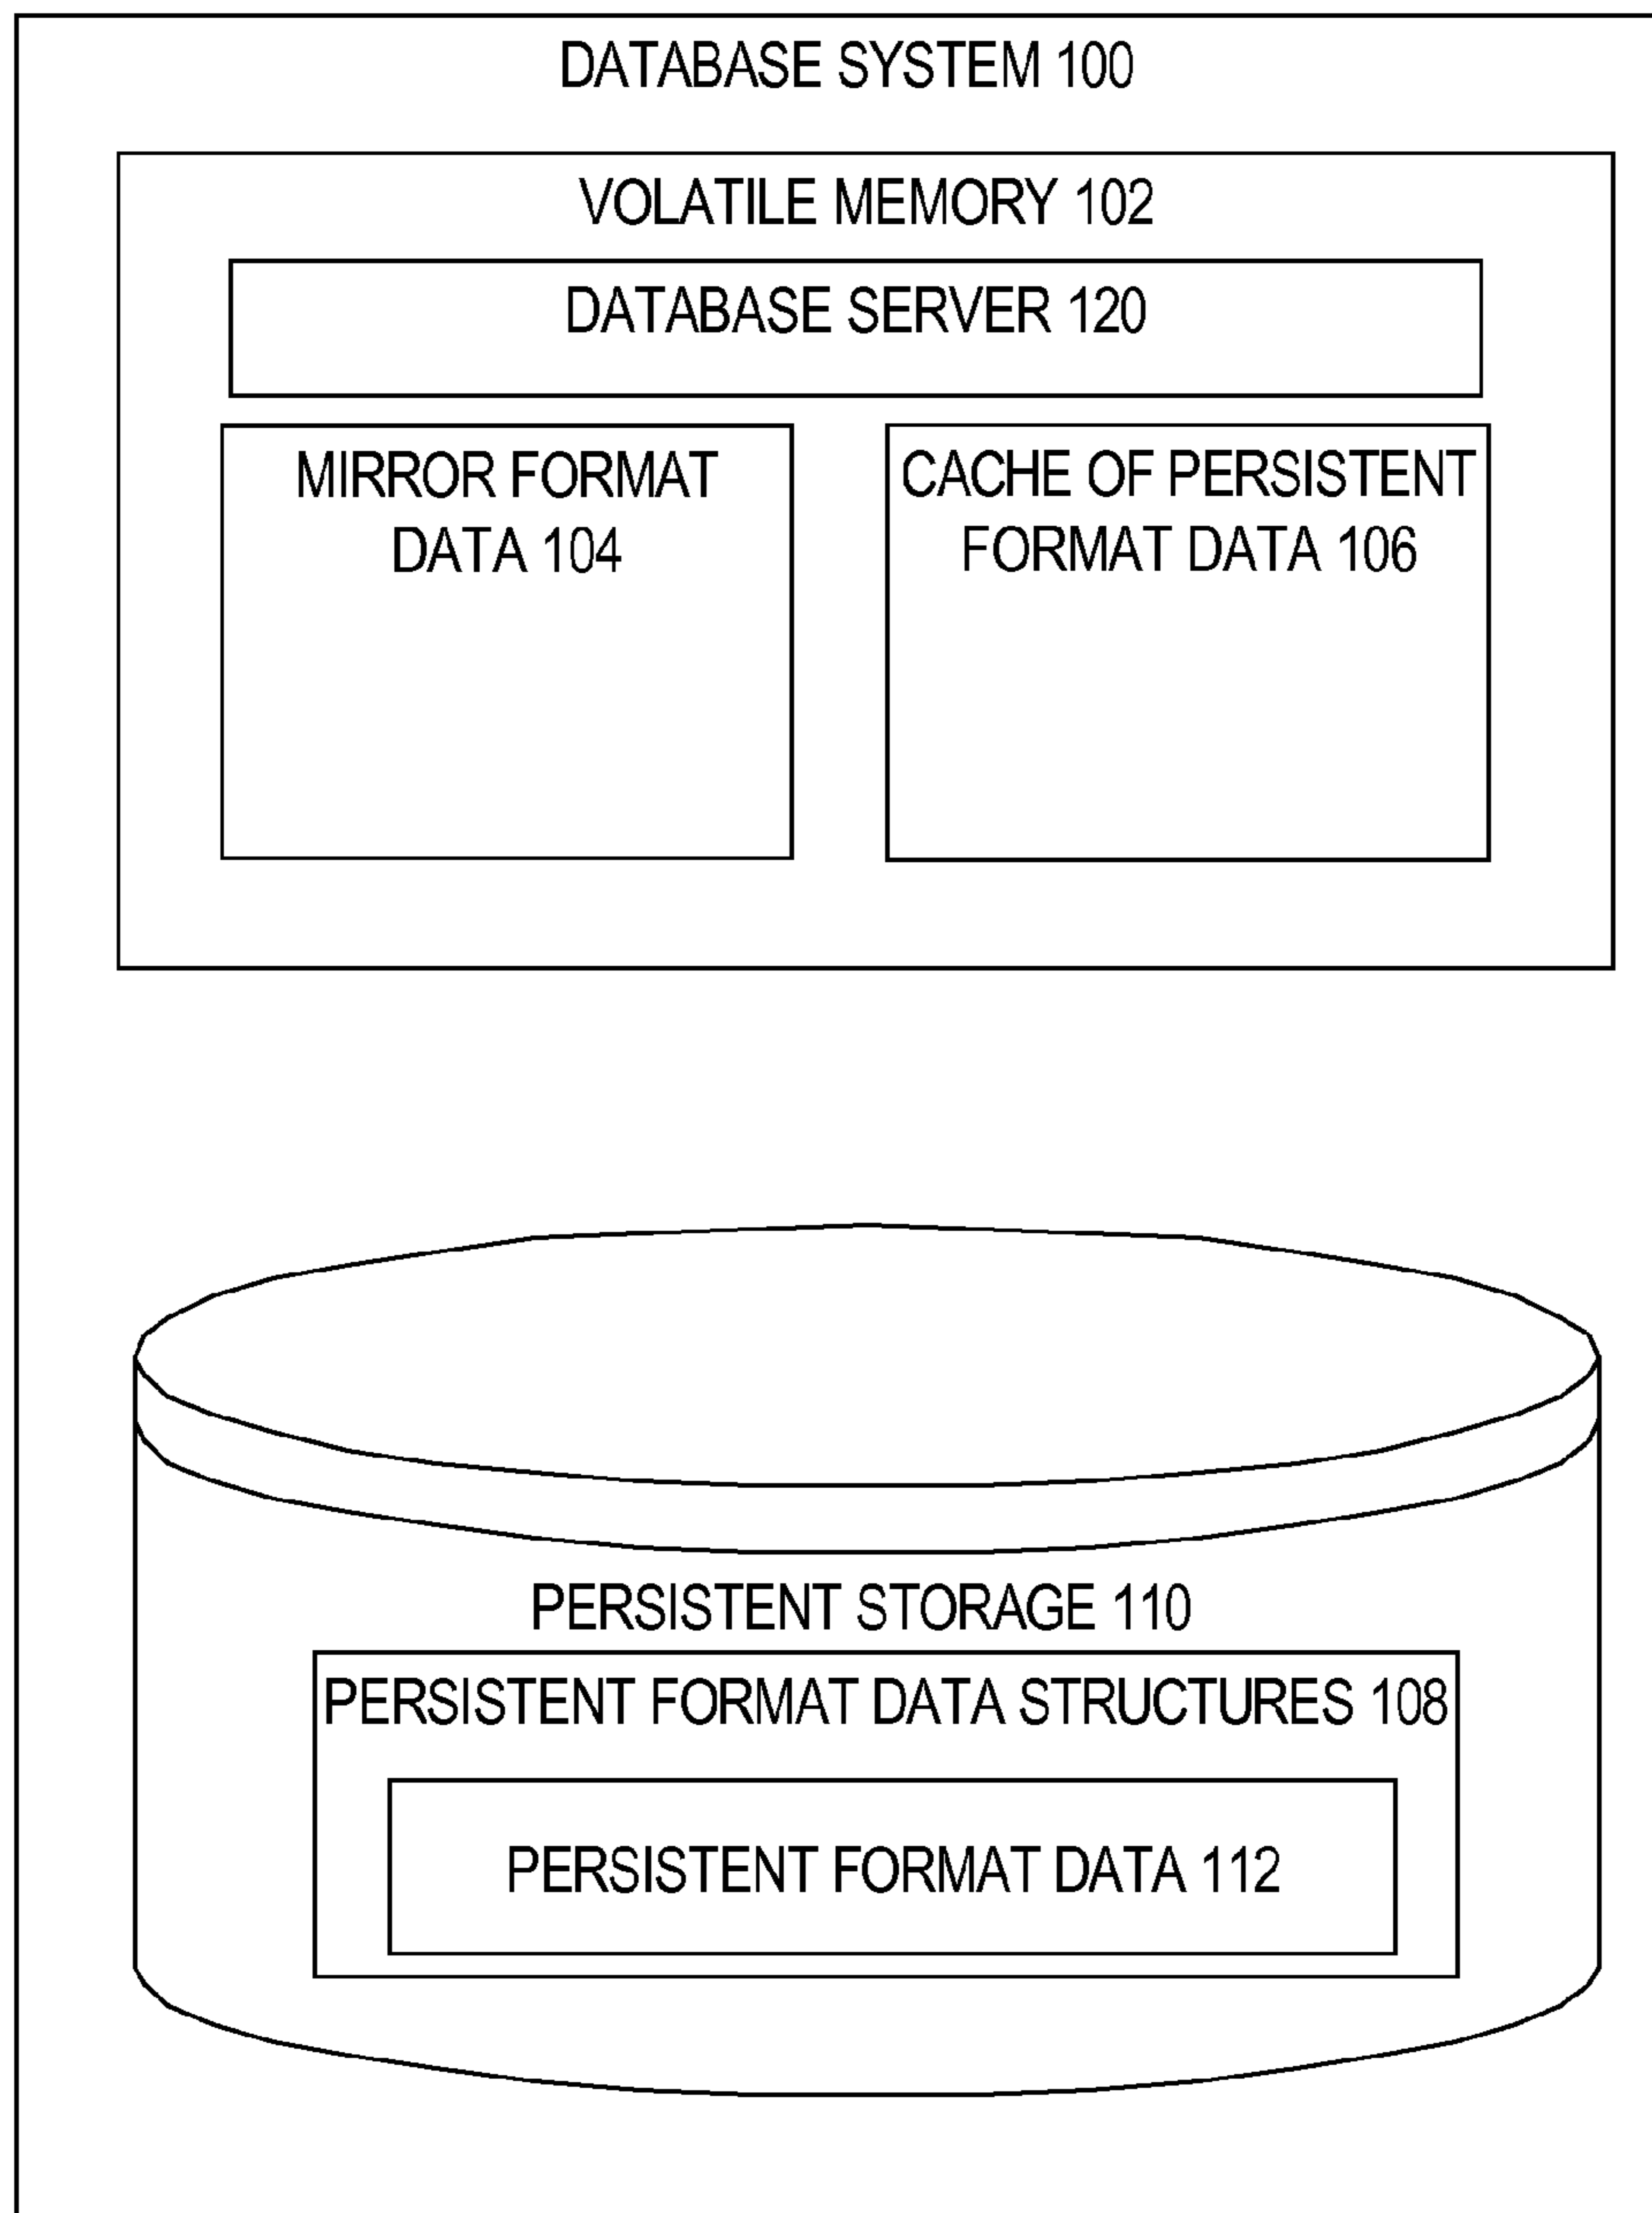 DATABASE SYSTEM 100
VOLATILE MEMORY 102
DATABASE SERVER 120
MIRROR FORMAT
DATA 104
CACHE OF PERSISTENT
FORMAT DATA 106
PERSISTENT STORAGE 110
PERSISTENT FORMAT DATA STRUCTURES 108
PERSISTENT FORMAT DATA 112